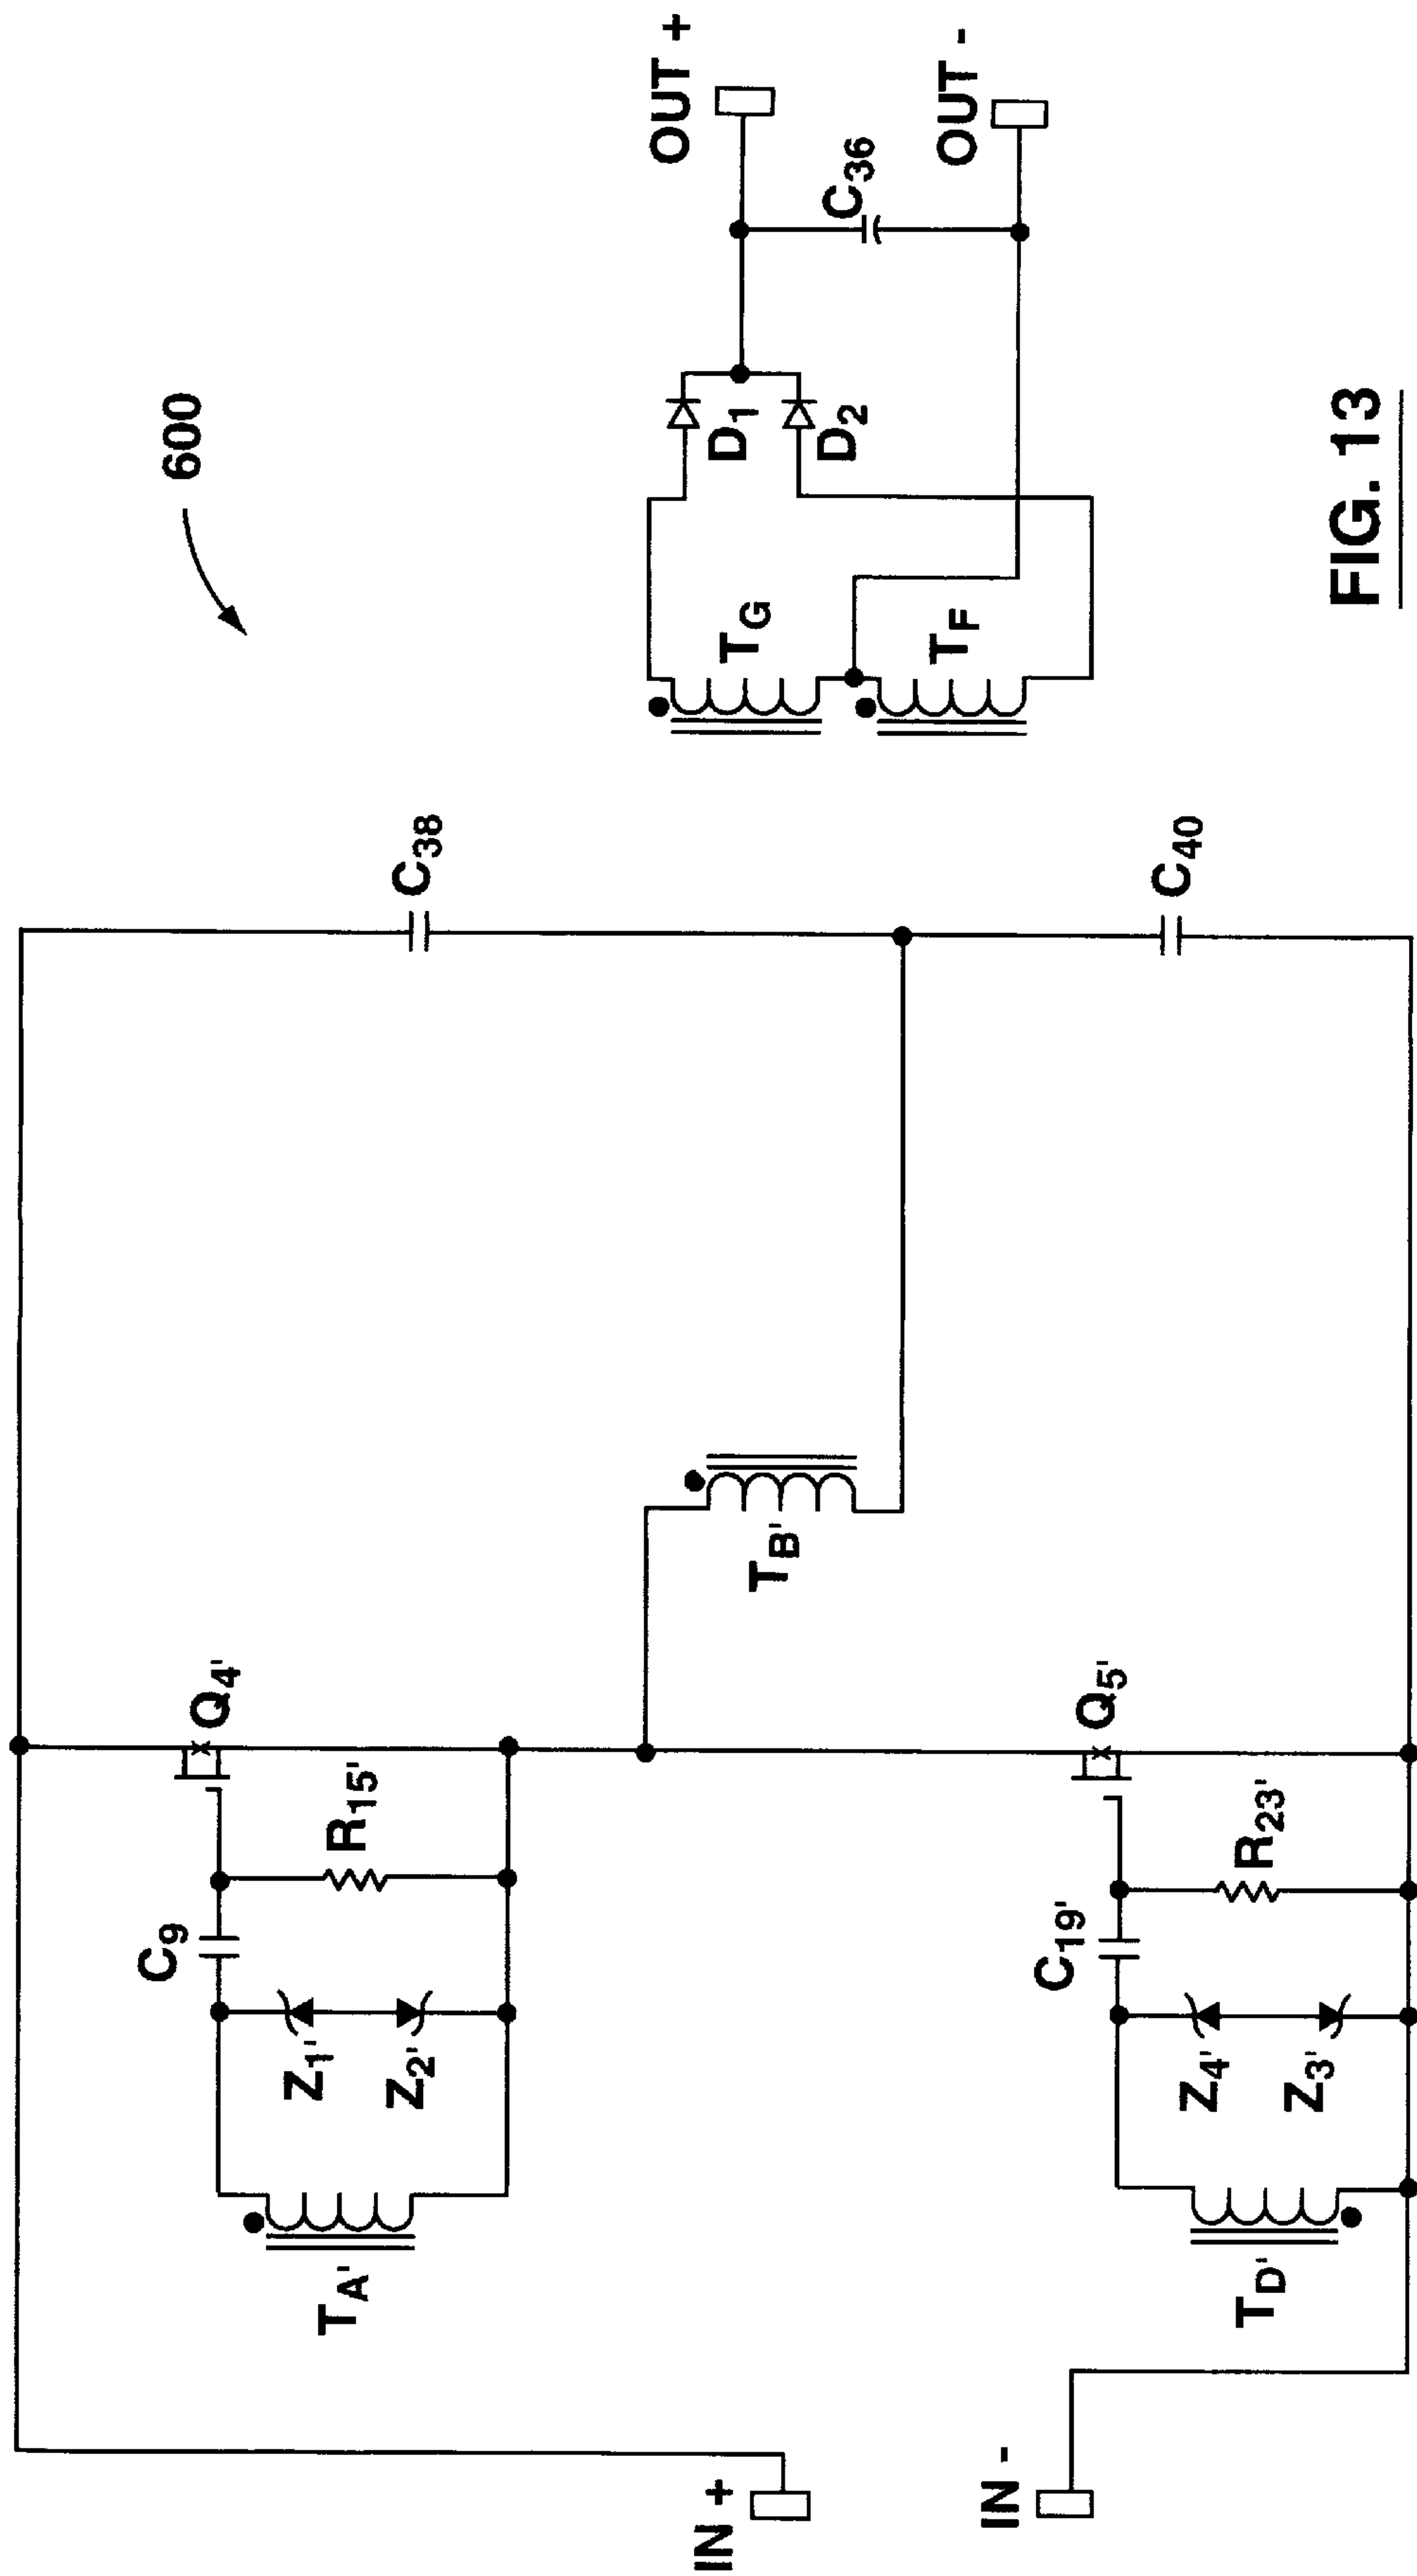 600
IN +
IN -
TA'
Z1'
Z2'
C9
R15'
Q4'
TD'
Z4'
Z3'
C19'
R23'
Q5'
TB'
C38
C40
TG
TF
D1
D2
C36
OUT +
OUT -
FIG. 13